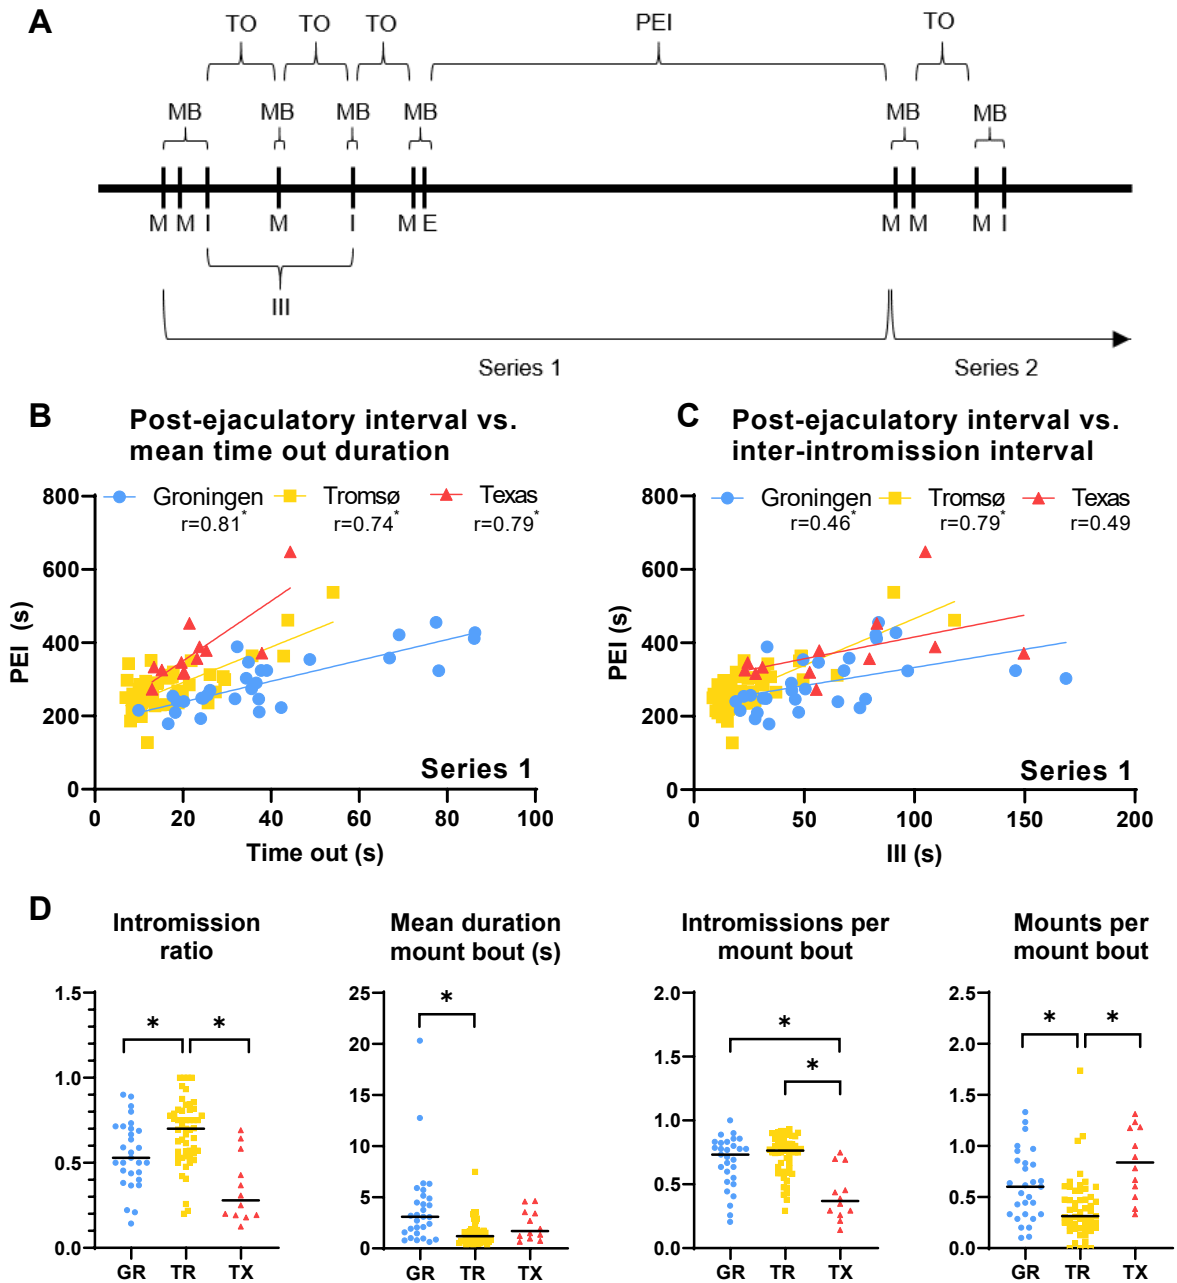 A
TO TO TO PEI TO
MB MB MB MB MB MB
M M I M I M E M M M I
III
Series 1 Series 2
B
Post-ejaculatory interval vs.
mean time out duration
Groningen Tromsø Texas
r=0.81* r=0.74* r=0.79*
800
600
400
200
0
PEI (s)
Series 1
0 20 40 60 80 100
Time out (s)
C
Post-ejaculatory interval vs.
inter-intromission interval
Groningen Tromsø Texas
r=0.46* r=0.79* r=0.49
800
600
400
200
0
PEI (s)
Series 1
0 50 100 150 200
III (s)
D
Intromission
ratio
1.5
1.0
0.5
0.0
* *
GR TR TX
Mean duration
mount bout (s)
25
20
15
10
5
0
*
GR TR TX
Intromissions per
mount bout
2.0
1.5
1.0
0.5
0.0
*
*
GR TR TX
Mounts per
mount bout
2.5
2.0
1.5
1.0
0.5
0.0
* *
GR TR TX